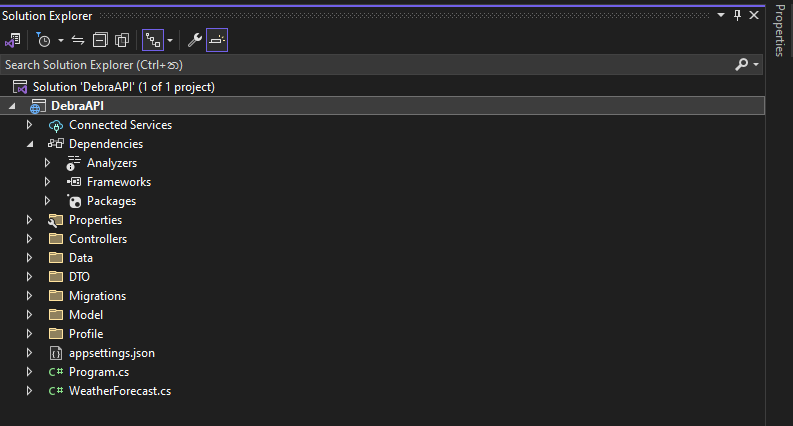 Solution Explorer
Search Solution Explorer (Ctrl+ක)
Solution 'DebraAPI' (1 of 1 project)
DebraAPI
Connected Services
Dependencies
Analyzers
Frameworks
Packages
Properties
Controllers
Data
DTO
Migrations
Model
Profile
appsettings.json
C# Program.cs
C# WeatherForecast.cs
Properties